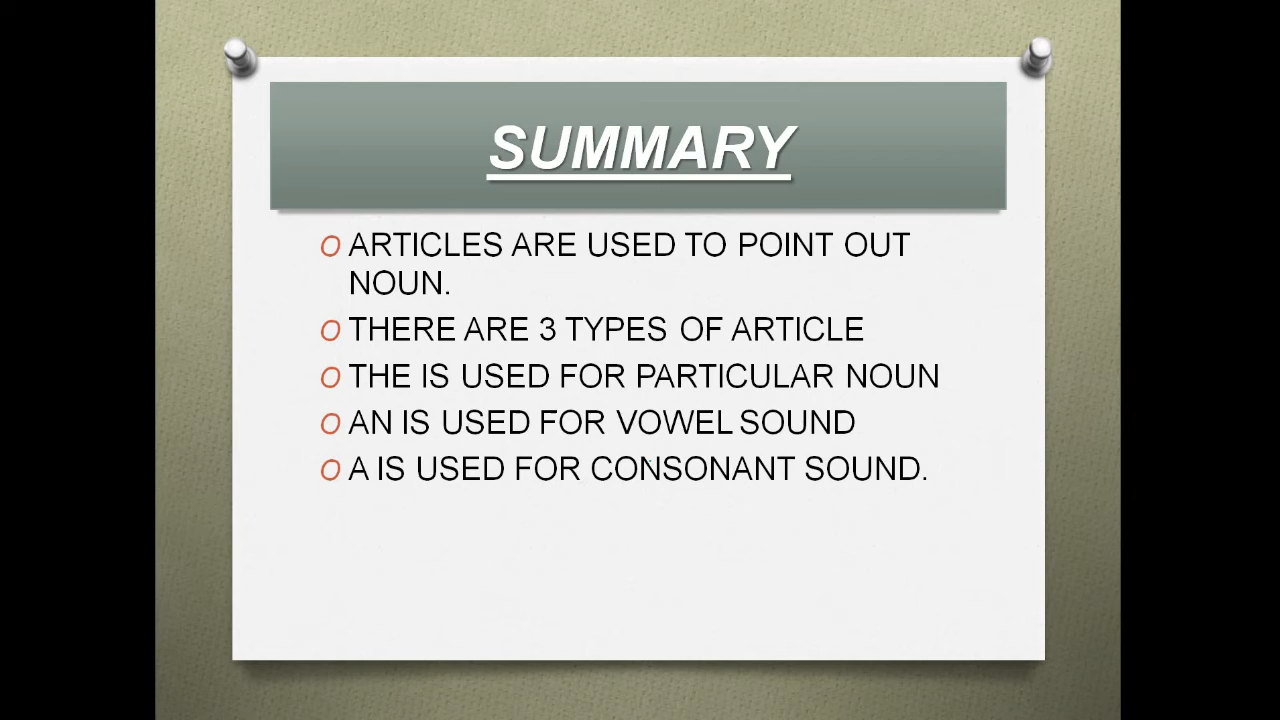 SUMMARY
O ARTICLES ARE USED TO POINT OUT
NOUN.
O THERE ARE 3 TYPES OF ARTICLE
O THE IS USED FOR PARTICULAR NOUN
O AN IS USED FOR VOWEL SOUND
O A IS USED FOR CONSONANT SOUND.